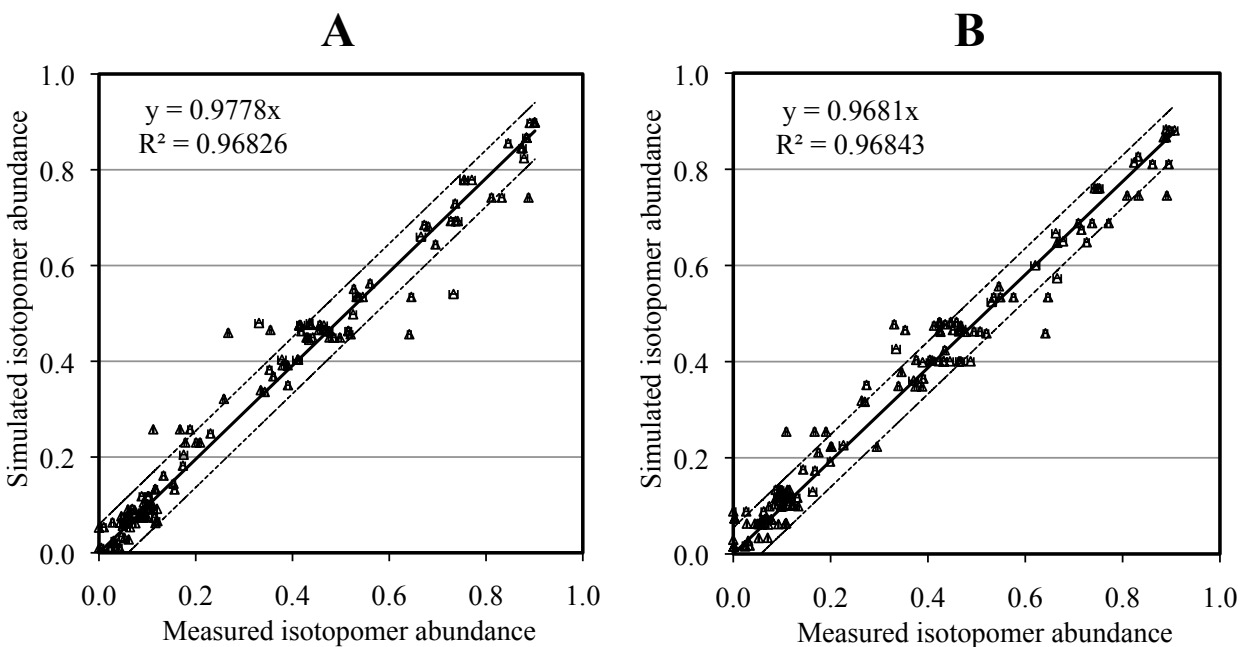 A
Simulated isotopomer abundance
1.0
0.8
0.6
0.4
0.2
0.0
y = 0.9778x
R² = 0.96826
0.0 0.2 0.4 0.6 0.8 1.0
Measured isotopomer abundance
B
Simulated isotopomer abundance
1.0
0.8
0.6
0.4
0.2
0.0
y = 0.9681x
R² = 0.96843
0.0 0.2 0.4 0.6 0.8 1.0
Measured isotopomer abundance